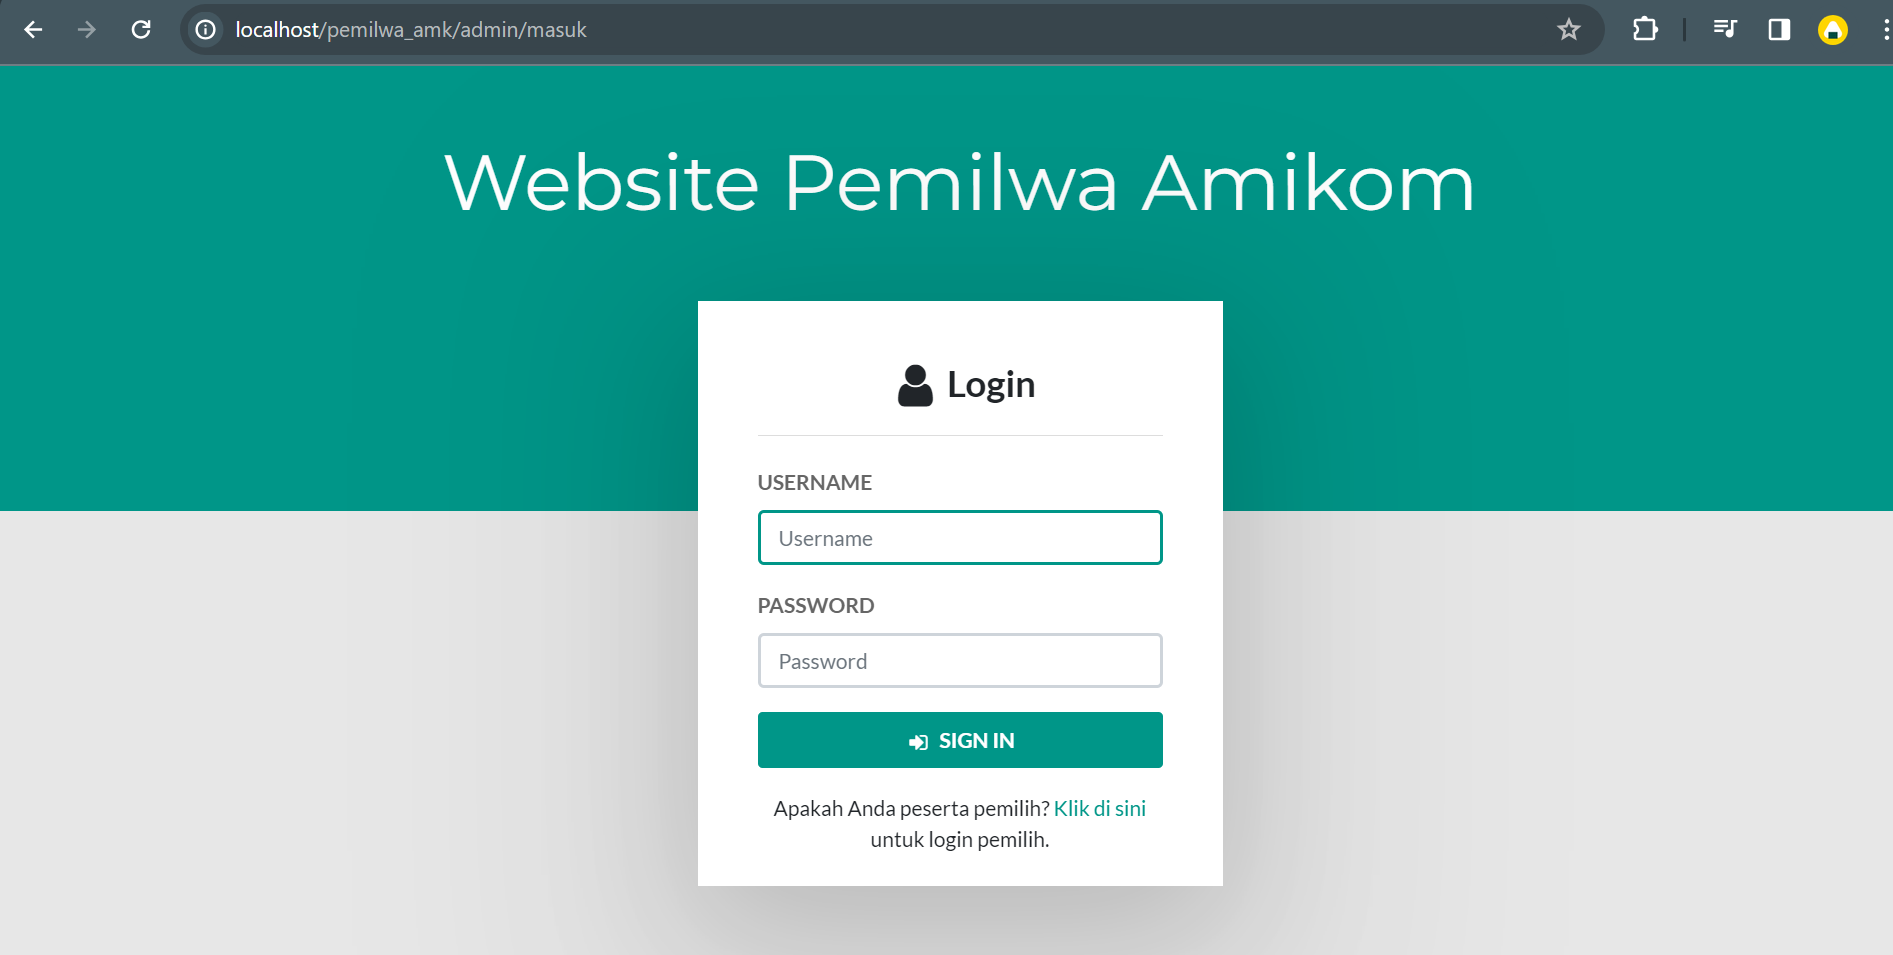 localhost/pemilwa_amk/admin/masuk
Website Pemilwa Amikom
Login
USERNAME
Username
PASSWORD
Password
SIGN IN
Apakah Anda peserta pemilih? Klik di sini
untuk login pemilih.